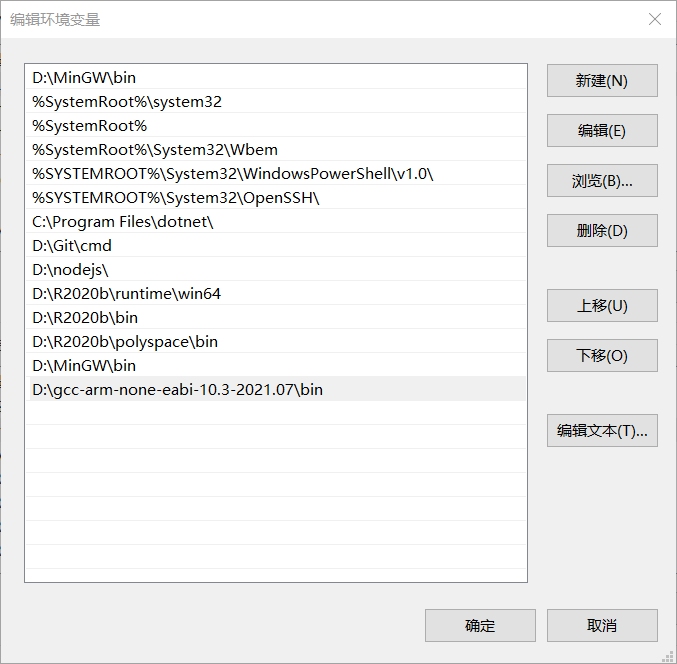 编辑环境变量
D:\MinGW\bin
%SystemRoot%\system32
%SystemRoot%
%SystemRoot%\System32\Wbem
%SYSTEMROOT%\System32\WindowsPowerShell\v1.0\
%SYSTEMROOT%\System32\OpenSSH\
C:\Program Files\dotnet\
D:\Git\cmd
D:\nodejs\
D:\R2020b\runtime\win64
D:\R2020b\bin
D:\R2020b\polyspace\bin
D:\MinGW\bin
D:\gcc-arm-none-eabi-10.3-2021.07\bin
新建(N)
编辑(E)
浏览(B)...
删除(D)
上移(U)
下移(O)
编辑文本(T)...
确定
取消